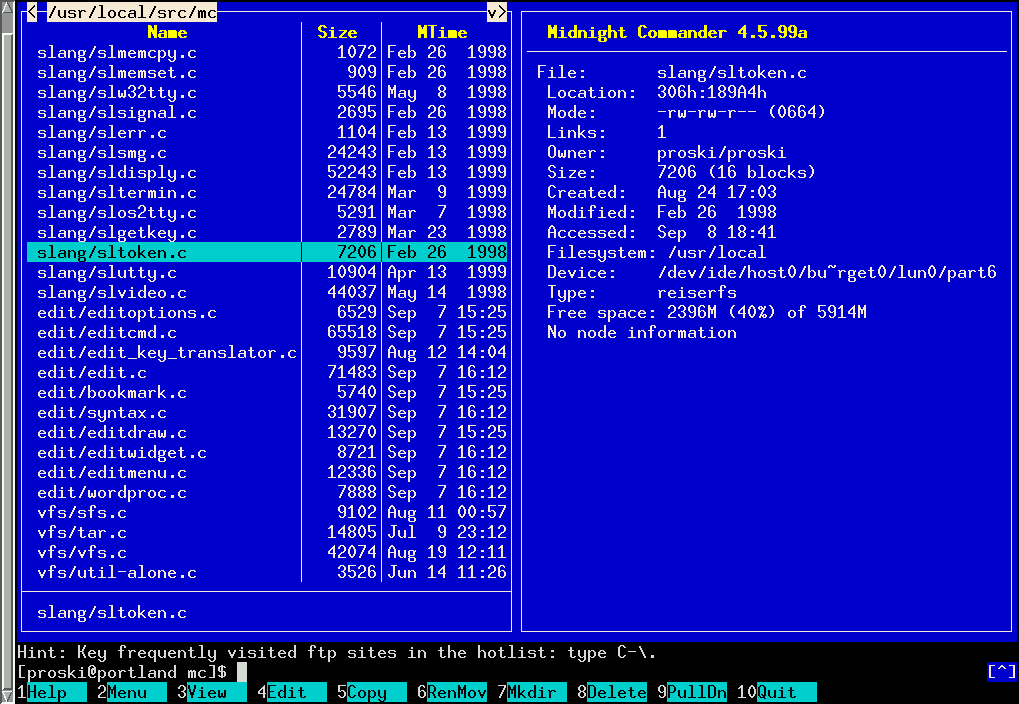 < /usr/local/src/mc v>
Name Size MTime
slang/slmemcpy.c 1072 Feb 26 1998
slang/slmemset.c 909 Feb 26 1998
slang/slw32tty.c 5546 May 8 1998
slang/slsignal.c 2695 Feb 26 1998
slang/slerr.c 1104 Feb 13 1999
slang/slsmg.c 24243 Feb 13 1999
slang/sldisply.c 52243 Feb 13 1999
slang/sltermin.c 24784 Mar 9 1999
slang/slos2tty.c 5291 Mar 7 1998
slang/slgetkey.c 2789 Mar 23 1998
slang/sltoken.c 7206 Feb 26 1998
slang/slutty.c 10904 Apr 13 1999
slang/slvideo.c 44037 May 14 1998
edit/editoptions.c 6529 Sep 7 15:25
edit/editcmd.c 65518 Sep 7 15:25
edit/edit_key_translator.c 9597 Aug 12 14:04
edit/edit.c 71483 Sep 7 16:12
edit/bookmark.c 5740 Sep 7 15:25
edit/syntax.c 31907 Sep 7 16:12
edit/editdraw.c 13270 Sep 7 15:25
edit/editwidget.c 8721 Sep 7 16:12
edit/editmenu.c 12336 Sep 7 16:12
edit/wordproc.c 7888 Sep 7 16:12
vfs/sfs.c 9102 Aug 11 00:57
vfs/tar.c 14805 Jul 9 23:12
vfs/vfs.c 42074 Aug 19 12:11
vfs/util-alone.c 3526 Jun 14 11:26
slang/sltoken.c
Midnight Commander 4.5.99a
File: slang/sltoken.c
Location: 306h:189A4h
Mode: -rw-rw-r-- (0664)
Links: 1
Owner: proski/proski
Size: 7206 (16 blocks)
Created: Aug 24 17:03
Modified: Feb 26 1998
Accessed: Sep 8 18:41
Filesystem: /usr/local
Device: /dev/ide/host0/bu~rget0/lun0/part6
Type: reiserfs
Free space: 2396M (40%) of 5914M
No node information
Hint: Key frequently visited ftp sites in the hotlist: type C-\.
[proski@portland mc]$ [^]
1Help 2Menu 3View 4Edit 5Copy 6RenMov 7Mkdir 8Delete 9PullDn 10Quit